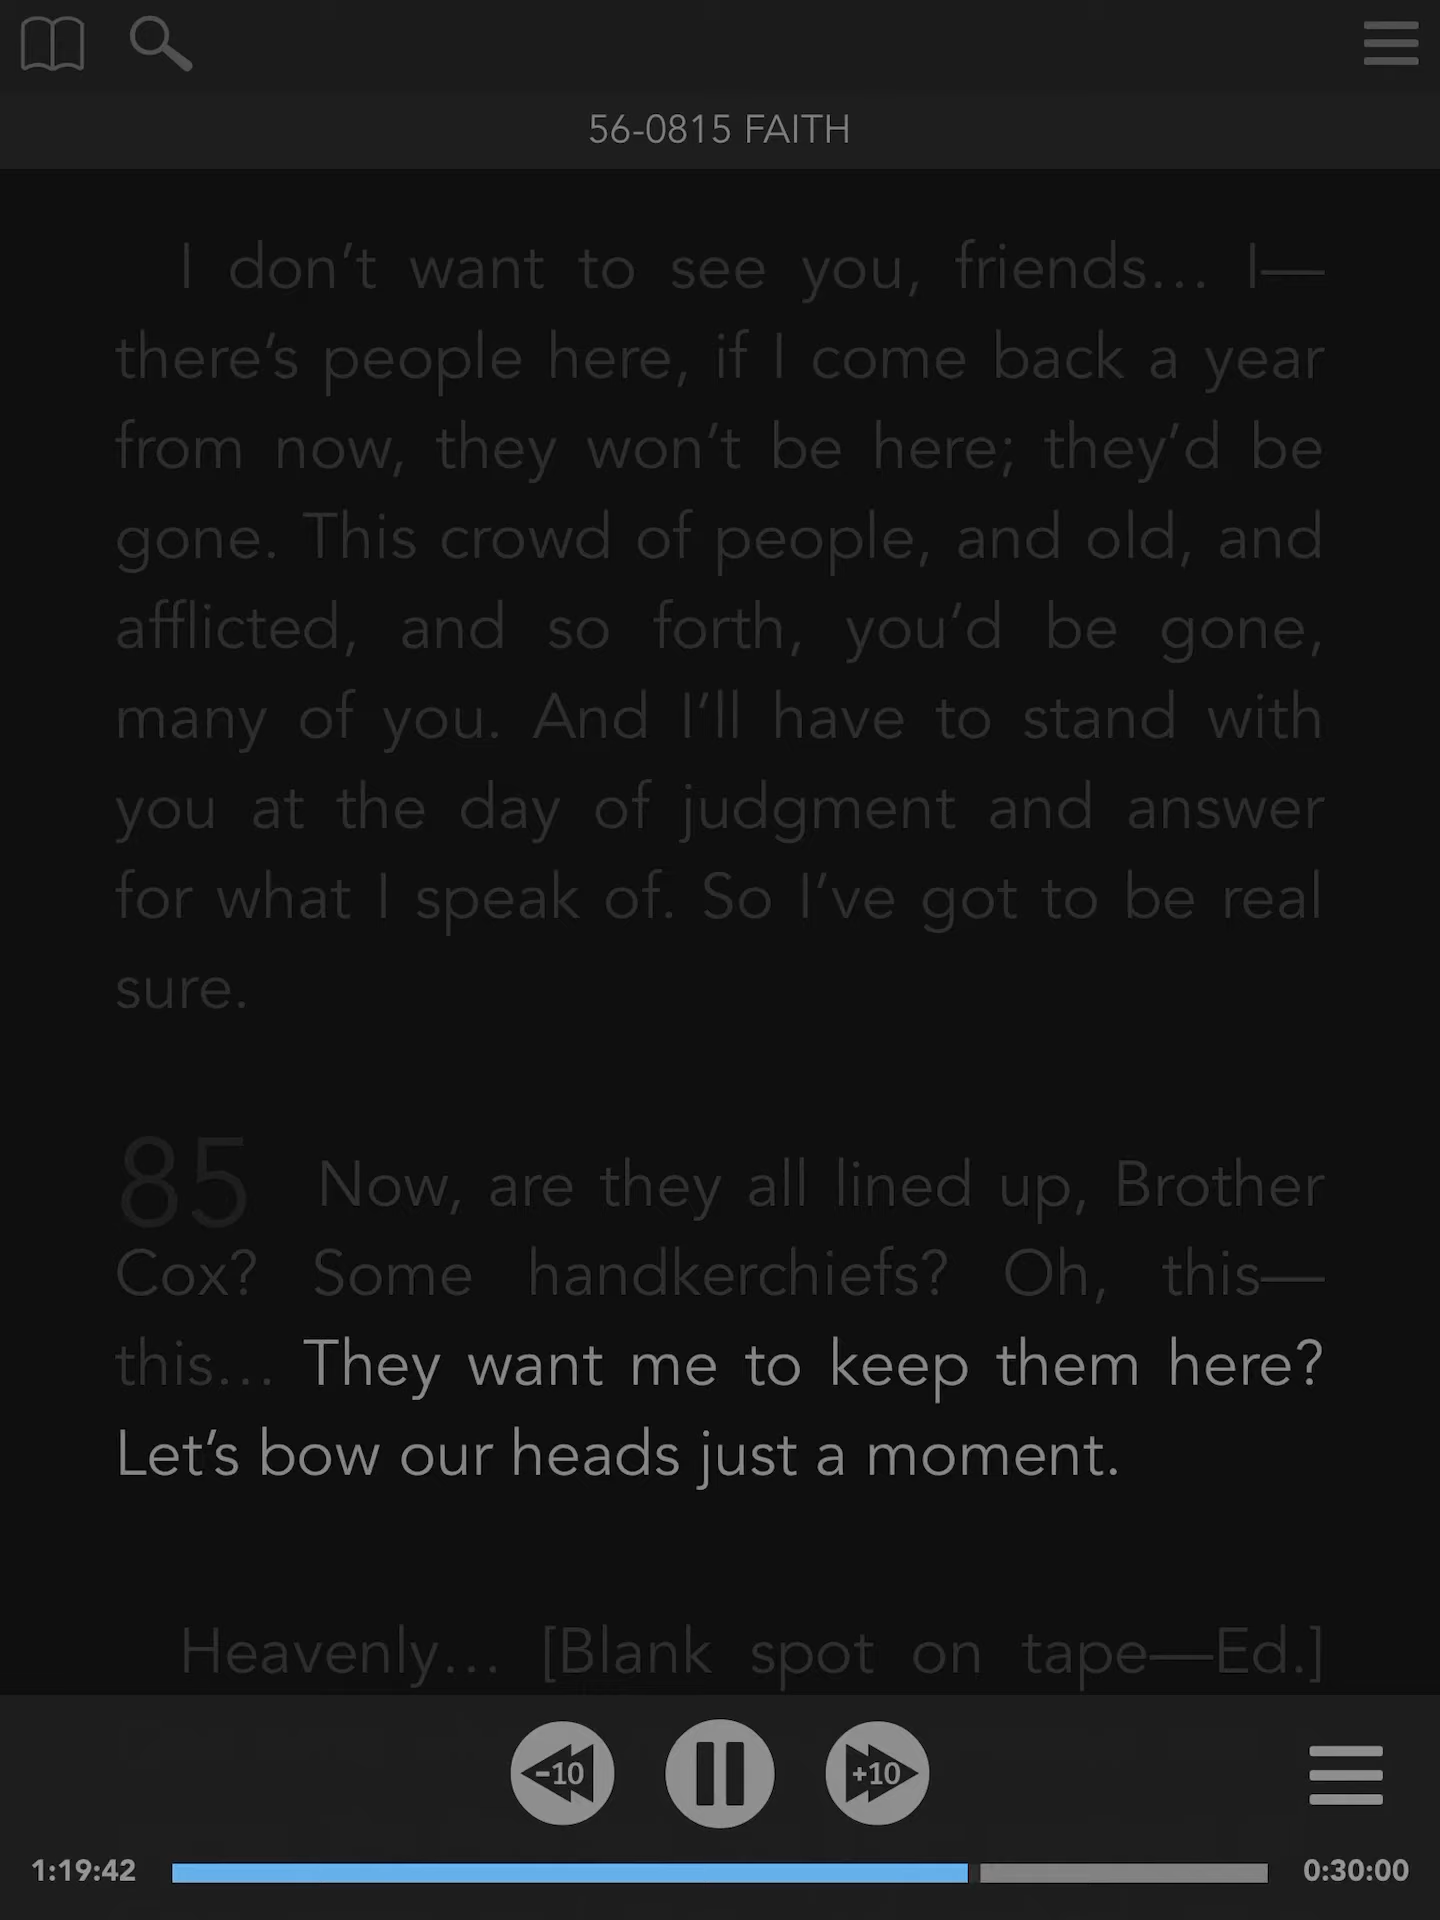 56-0815 FAITH
I don’t want to see you, friends… I—
there’s people here, if I come back a year
from now, they won’t be here; they’d be
gone. This crowd of people, and old, and
afflicted, and so forth, you’d be gone,
many of you. And I’ll have to stand with
you at the day of judgment and answer
for what I speak of. So I’ve got to be real
sure.
85 Now, are they all lined up, Brother
Cox? Some handkerchiefs? Oh, this—
this… They want me to keep them here?
Let’s bow our heads just a moment.
Heavenly… [Blank spot on tape—Ed.]
-10 +10
1:19:42 0:30:00